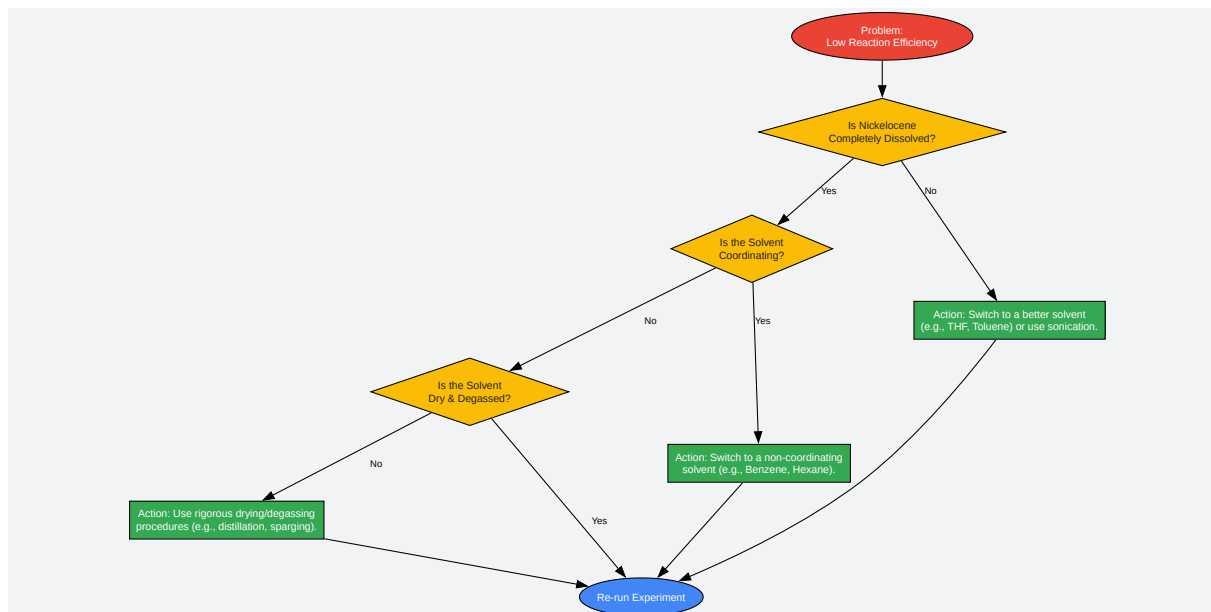 Problem:
Low Reaction Efficiency
Is Nickelocene
Completely Dissolved?
Yes
No
Is the Solvent
Coordinating?
Action: Switch to a better solvent
(e.g., THF, Toluene) or use sonication.
No
Yes
Is the Solvent
Dry & Degassed?
Action: Switch to a non-coordinating
solvent (e.g., Benzene, Hexane).
No
Action: Use rigorous drying/degassing
procedures (e.g., distillation, sparging).
Yes
Re-run Experiment